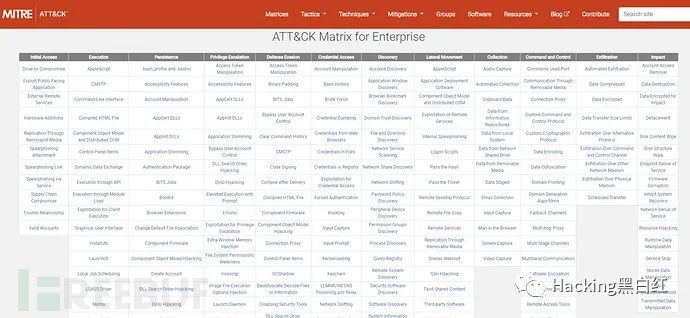 MITRE | ATT&CK
Matrices Tactics Techniques Mitigations Groups Software Resources Blog Contribute Search site
ATT&CK Matrix for Enterprise
Initial Access Execution Persistence Privilege Escalation Defense Evasion Credential Access Discovery Lateral Movement Collection Command and Control Exfiltration Impact
Drive-by Compromise AppleScript .bash_profile and .bashrc Access Token Manipulation Access Token Manipulation Account Manipulation Account Discovery AppleScript Audio Capture Commonly Used Port Automated Exfiltration Account Access Removal
Export Public-Facing Application CMSTP Accessibility Features Accessibility Features Binary Padding Bash History Application Window Discovery Application Deployment Software Automated Collection Communication Through Removable Media Data Compressed Data Destruction
External Remote Services Command-Line Interface Account Manipulation AppCert DLLs BITS Jobs Brute Force Browser Bookmark Discovery Component Object Model and Distributed COM Clipboard Data Connection Proxy Data Encrypted Data Encrypted for Impact
Hardware Additions Compiled HTML File AppCert DLLs AppInit DLLs Bypass User Account Control Credential Dumping Domain Trust Discovery Exploitation of Remote Services Data from Information Repositories Custom Command and Control Protocol Data Transfer Size Limits Defacement
Replication Through Removable Media Component Object Model and Distributed COM AppInit DLLs Application Shimming Clear Command History Credentials from Web Browsers File and Directory Discovery Internal Spearphishing Data from Local System Custom Cryptographic Protocol Exfiltration Over Alternative Protocol Disk Content Wipe
Spearphishing Attachment Control Panel Items Application Shimming Bypass User Account Control CMSTP Credentials in Files Network Service Scanning Logon Scripts Data from Network Shared Drive Data Encoding Exfiltration Over Command and Control Channel Disk Structure Wipe
Spearphishing Link Dynamic Data Exchange Authentication Package DLL Search Order Hijacking Code Signing Credentials in Registry Network Share Discovery Pass the Hash Data from Removable Media Data Obfuscation Exfiltration Over Other Network Medium Endpoint Denial of Service
Spearphishing via Service Execution through API BITS Jobs Dylib Hijacking Compile After Delivery Exploitation for Credential Access Network Sniffing Pass the Ticket Data Staged Domain Fronting Exfiltration Over Physical Medium Firmware Corruption
Supply Chain Compromise Execution through Module Load Bootkit Elevated Execution with Prompt Compiled HTML File Forced Authentication Password Policy Discovery Remote Desktop Protocol Email Collection Domain Generation Algorithms Scheduled Transfer Inhibit System Recovery
Trusted Relationship Exploitation for Client Execution Browser Extensions Emond Component Firmware Hooking Peripheral Device Discovery Remote File Copy Input Capture Fallback Channels Network Denial of Service
Valid Accounts Graphical User Interface Change Default File Association Exploitation for Privilege Escalation Component Object Model Hijacking Input Capture Permission Groups Discovery Remote Services Man in the Browser Multi-hop Proxy Resource Hijacking
InstallUtil Component Firmware Extra Window Memory Injection Connection Proxy Input Prompt Process Discovery Replication Through Removable Media Screen Capture Multi-Stage Channels Runtime Data Manipulation
Launchctl Component Object Model Hijacking File System Permissions Weakness Control Panel Items Kerberoasting Query Registry Shared Webroot Video Capture Multiband Communication Service Stop
Local Job Scheduling Create Account Hooking DCShadow Keychain Remote System Discovery SSH Hijacking Stored Data Manipulation
LSASS Driver DLL Search Order Hijacking Image File Execution Options Injection Deobfuscate/Decode Files or Information LLMNR/NBT-NS Poisoning and Relay Security Software Discovery Taint Shared Content
Mshta Dylib Hijacking Launch Daemon Disabling Security Tools Network Sniffing Software Discovery Third-party Software Remote Access Tools
System Information
FREEBUF
Hacking黑白红